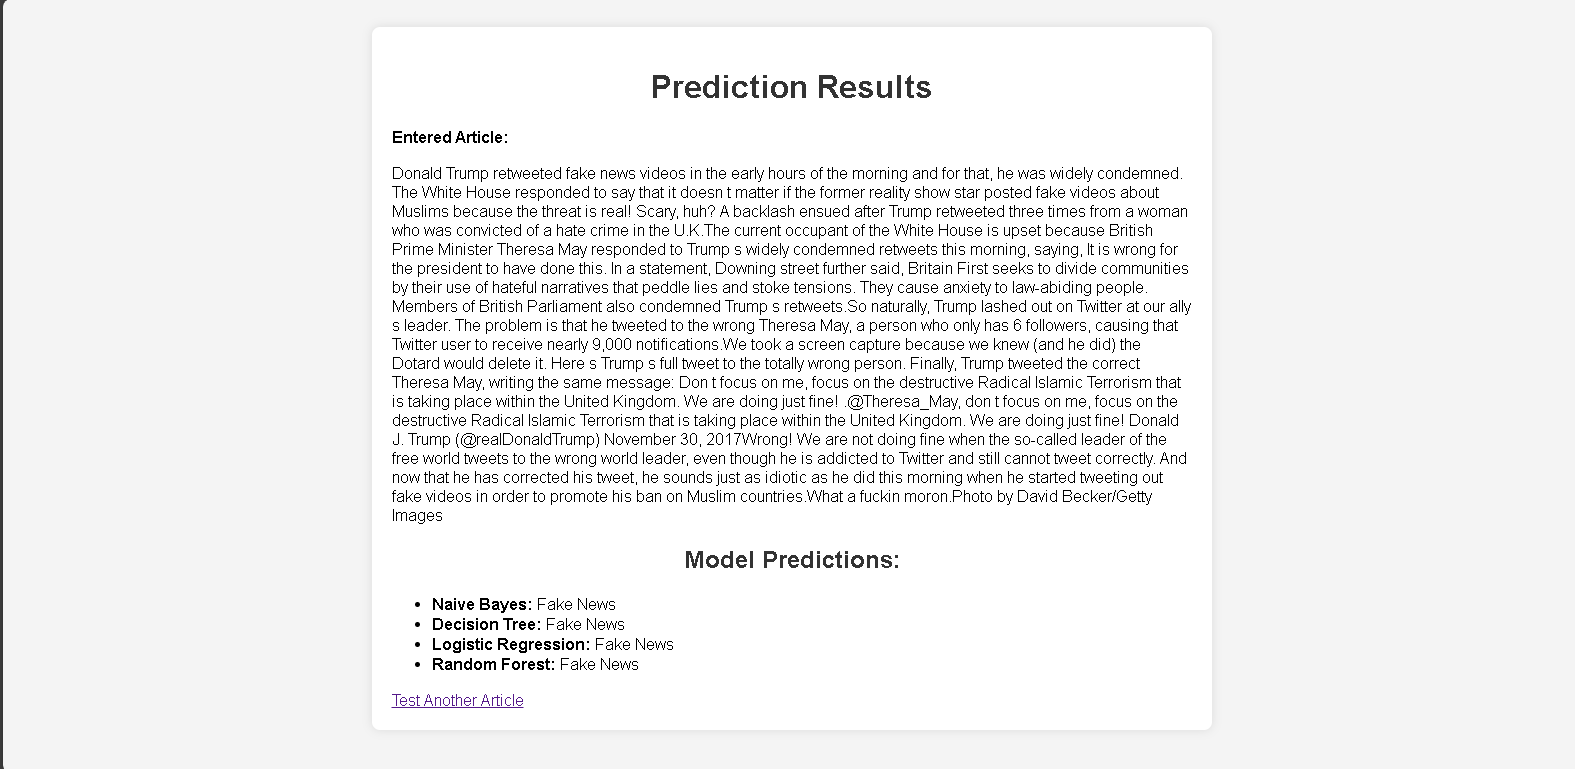 Prediction Results
Entered Article:
Donald Trump retweeted fake news videos in the early hours of the morning and for that, he was widely condemned.
The White House responded to say that it doesn t matter if the former reality show star posted fake videos about
Muslims because the threat is real! Scary, huh? A backlash ensued after Trump retweeted three times from a woman
who was convicted of a hate crime in the U.K.The current occupant of the White House is upset because British
Prime Minister Theresa May responded to Trump s widely condemned retweets this morning, saying, It is wrong for
the president to have done this. In a statement, Downing street further said, Britain First seeks to divide communities
by their use of hateful narratives that peddle lies and stoke tensions. They cause anxiety to law-abiding people.
Members of British Parliament also condemned Trump s retweets.So naturally, Trump lashed out on Twitter at our ally
s leader. The problem is that he tweeted to the wrong Theresa May, a person who only has 6 followers, causing that
Twitter user to receive nearly 9,000 notifications.We took a screen capture because we knew (and he did) the
Dotard would delete it. Here s Trump s full tweet to the totally wrong person. Finally, Trump tweeted the correct
Theresa May, writing the same message: Don t focus on me, focus on the destructive Radical Islamic Terrorism that
is taking place within the United Kingdom. We are doing just fine! .@Theresa_May, don t focus on me, focus on the
destructive Radical Islamic Terrorism that is taking place within the United Kingdom. We are doing just fine! Donald
J. Trump (@realDonaldTrump) November 30, 2017Wrong! We are not doing fine when the so-called leader of the
free world tweets to the wrong world leader, even though he is addicted to Twitter and still cannot tweet correctly. And
now that he has corrected his tweet, he sounds just as idiotic as he did this morning when he started tweeting out
fake videos in order to promote his ban on Muslim countries.What a fuckin moron.Photo by David Becker/Getty
Images
Model Predictions:
• Naive Bayes: Fake News
• Decision Tree: Fake News
• Logistic Regression: Fake News
• Random Forest: Fake News
Test Another Article